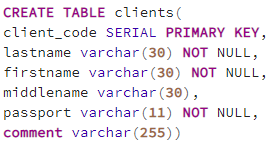 CREATE TABLE clients(
client_code SERIAL PRIMARY KEY,
lastname varchar(30) NOT NULL,
firstname varchar(30) NOT NULL,
middlename varchar(30),
passport varchar(11) NOT NULL,
comment varchar(255))